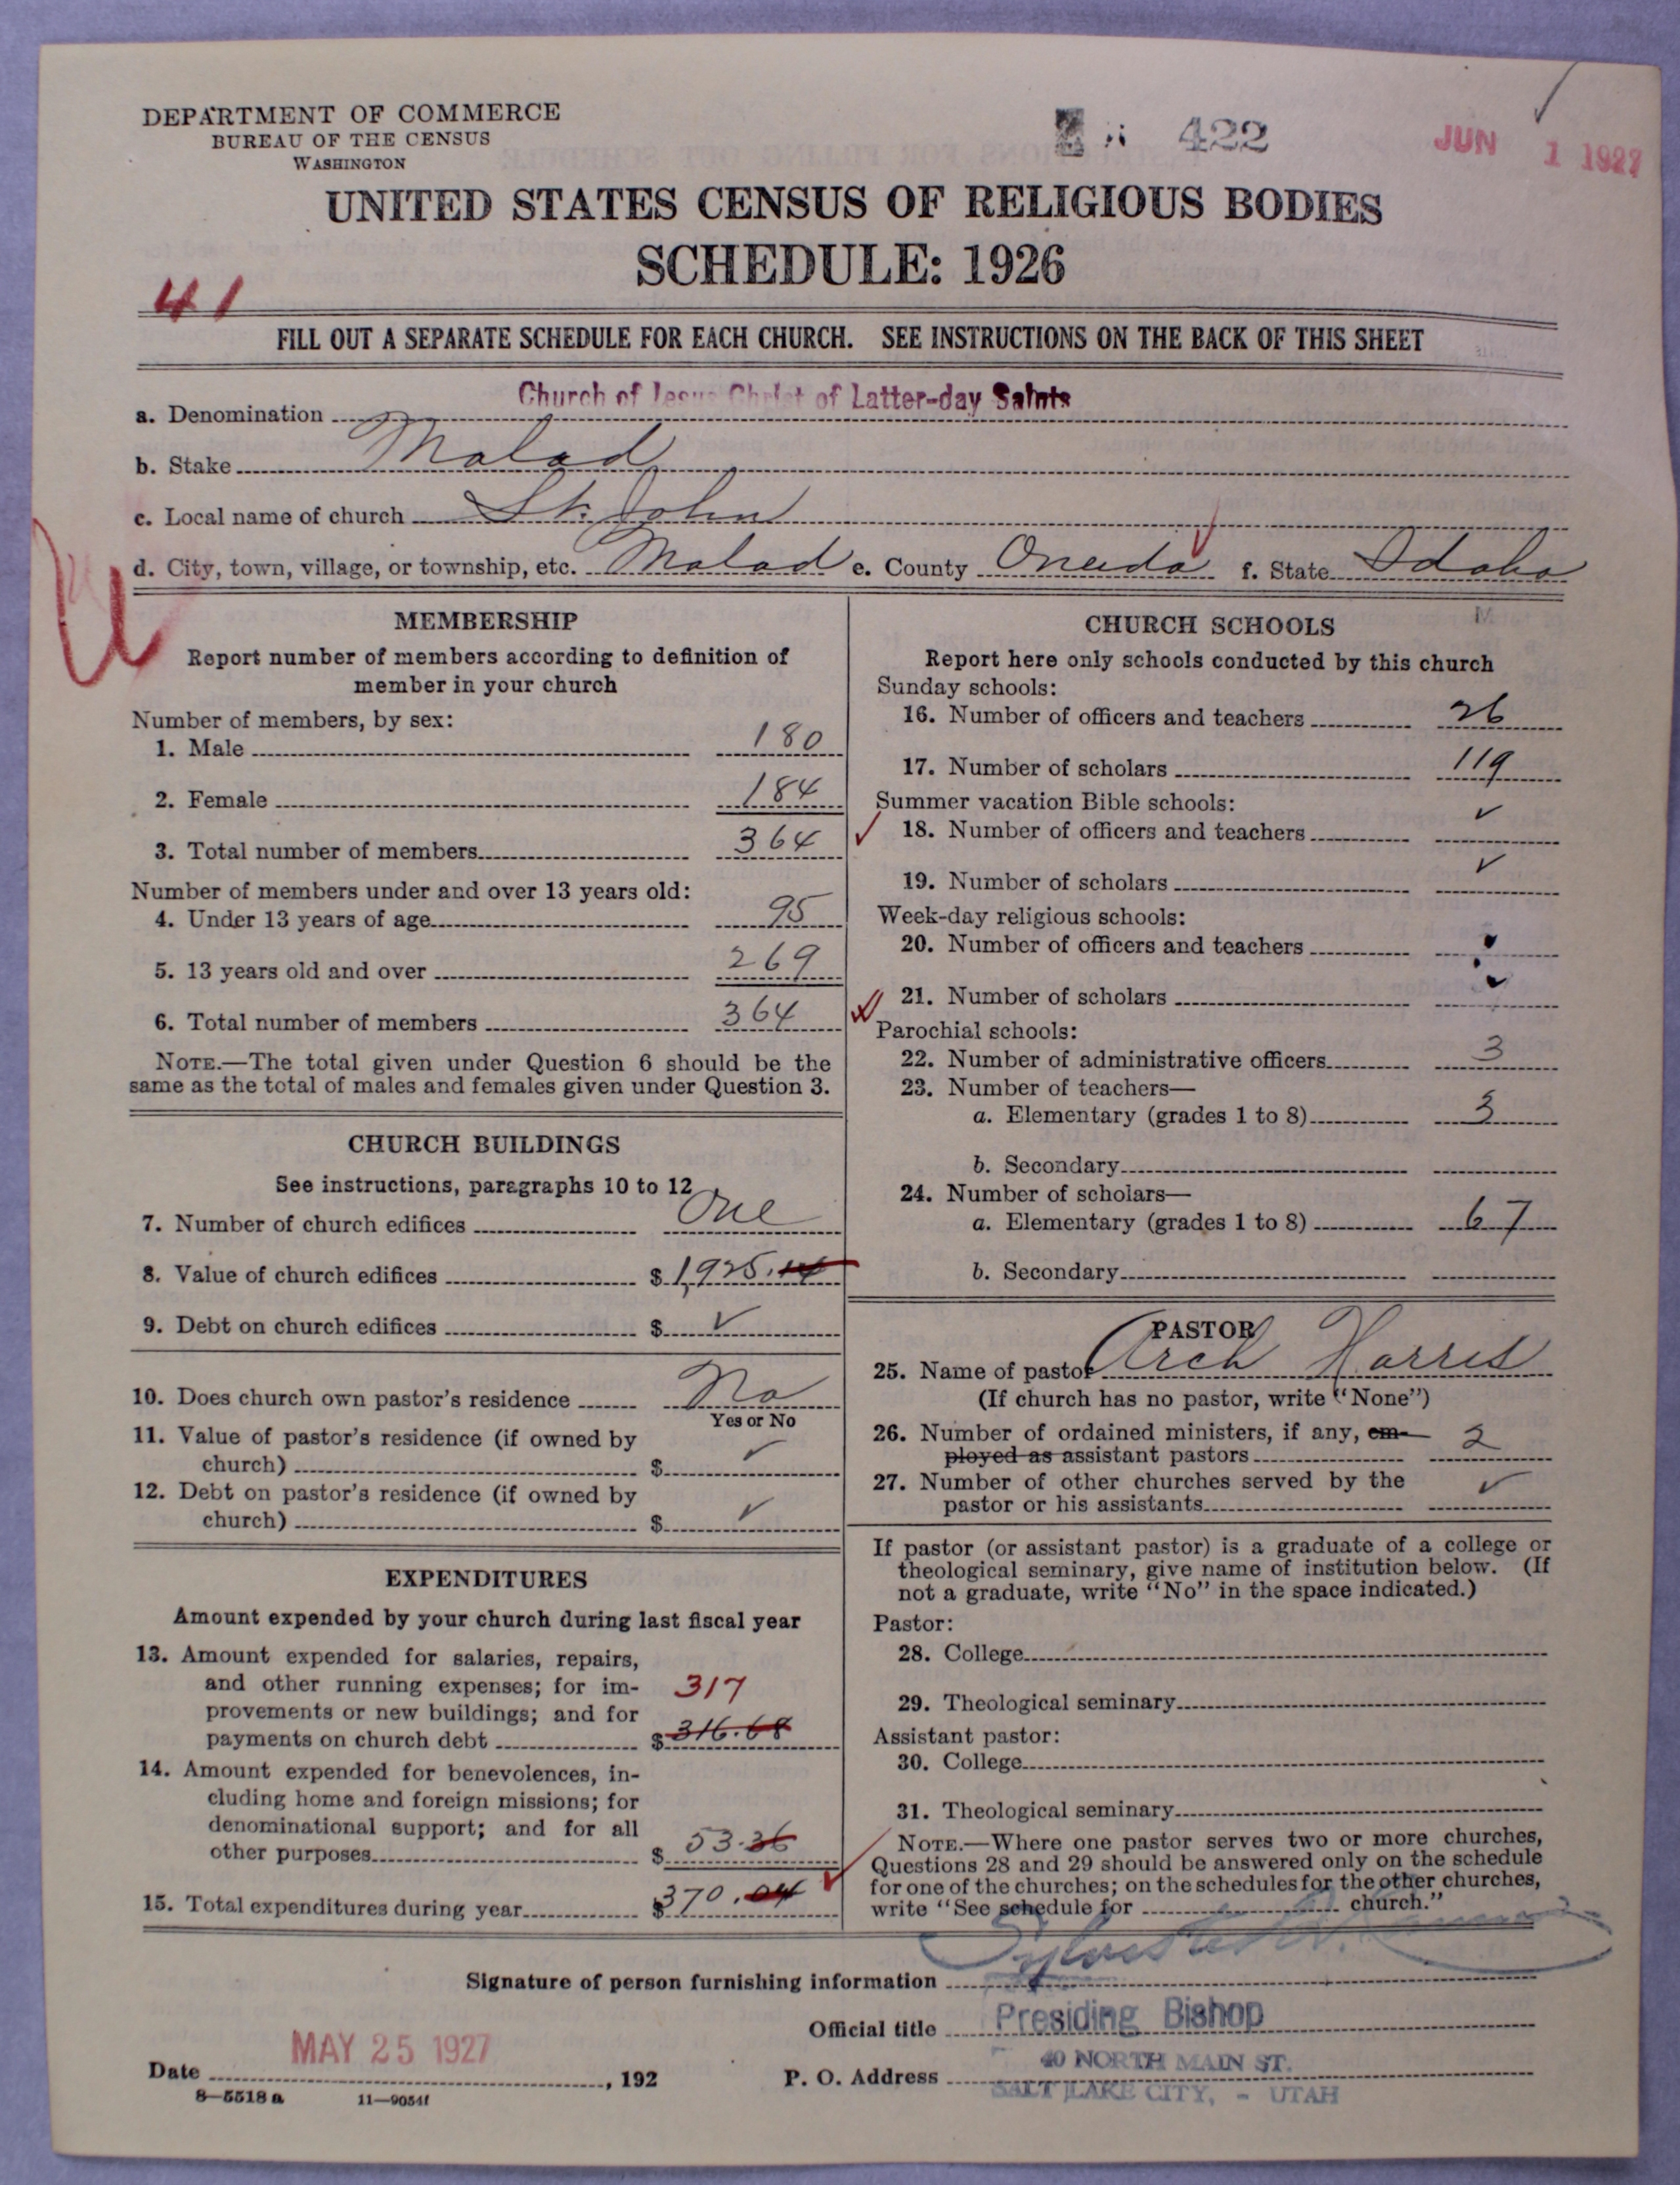 DEPARTMENT OF COMMERCE
BUREAU OF THE CENSUS
WASHINGTON
422
JUN 1 1927
UNITED STATES CENSUS OF RELIGIOUS BODIES
SCHEDULE: 1926
41
FILL OUT A SEPARATE SCHEDULE FOR EACH CHURCH. SEE INSTRUCTIONS ON THE BACK OF THIS SHEET
a. Denomination Church of Jesus Christ of Latter-day Saints
b. Stake Malad
c. Local name of church St. John
d. City, town, village, or township, etc. Malad e. County Oneida f. State Idaho
MEMBERSHIP
Report number of members according to definition of
member in your church
Number of members, by sex:
1. Male 180
2. Female 184
3. Total number of members 364
Number of members under and over 13 years old:
4. Under 13 years of age 95
5. 13 years old and over 269
6. Total number of members 364
NOTE.—The total given under Question 6 should be the
same as the total of males and females given under Question 3.
CHURCH BUILDINGS
See instructions, paragraphs 10 to 12
7. Number of church edifices One
8. Value of church edifices $1,925.14
9. Debt on church edifices $ ✓
10. Does church own pastor's residence No
Yes or No
11. Value of pastor's residence (if owned by
church) $ ✓
12. Debt on pastor's residence (if owned by
church) $ ✓
EXPENDITURES
Amount expended by your church during last fiscal year
13. Amount expended for salaries, repairs,
and other running expenses; for im-
317
provements or new buildings; and for
payments on church debt $316.68
14. Amount expended for benevolences, in-
cluding home and foreign missions; for
denominational support; and for all
other purposes $ 53.36
15. Total expenditures during year $370.04
CHURCH SCHOOLS
Report here only schools conducted by this church
Sunday schools:
16. Number of officers and teachers 26
17. Number of scholars 119
Summer vacation Bible schools:
18. Number of officers and teachers ✓
19. Number of scholars ✓
Week-day religious schools:
20. Number of officers and teachers
21. Number of scholars
Parochial schools:
22. Number of administrative officers 3
23. Number of teachers—
a. Elementary (grades 1 to 8) 3
b. Secondary
24. Number of scholars—
a. Elementary (grades 1 to 8) 67
b. Secondary
PASTOR
25. Name of pastor Arch Harris
(If church has no pastor, write "None")
26. Number of ordained ministers, if any, em-
ployed as assistant pastors 2
27. Number of other churches served by the
pastor or his assistants ✓
If pastor (or assistant pastor) is a graduate of a college or
theological seminary, give name of institution below. (If
not a graduate, write "No" in the space indicated.)
Pastor:
28. College
29. Theological seminary
Assistant pastor:
30. College
31. Theological seminary
NOTE.—Where one pastor serves two or more churches,
Questions 28 and 29 should be answered only on the schedule
for one of the churches; on the schedules for the other churches,
write "See schedule for church."
Signature of person furnishing information
Official title Presiding Bishop
Date MAY 25 1927, 192
P. O. Address 40 NORTH MAIN ST.
SALT LAKE CITY, - UTAH
8—5518 a 11—9054f